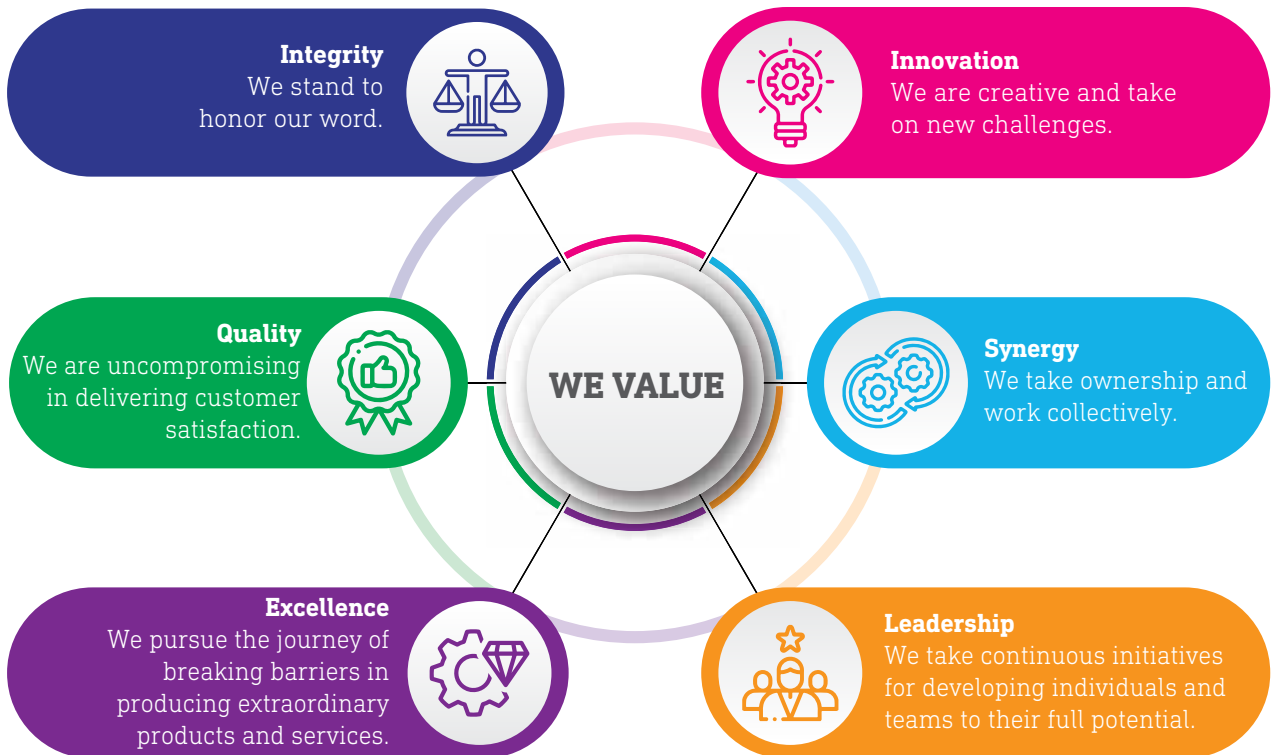 Integrity
We stand to
honor our word.
Innovation
We are creative and take
on new challenges.
Quality
We are uncompromising
in delivering customer
satisfaction.
WE VALUE
Synergy
We take ownership and
work collectively.
Excellence
We pursue the journey of
breaking barriers in
producing extraordinary
products and services.
Leadership
We take continuous initiatives
for developing individuals and
teams to their full potential.